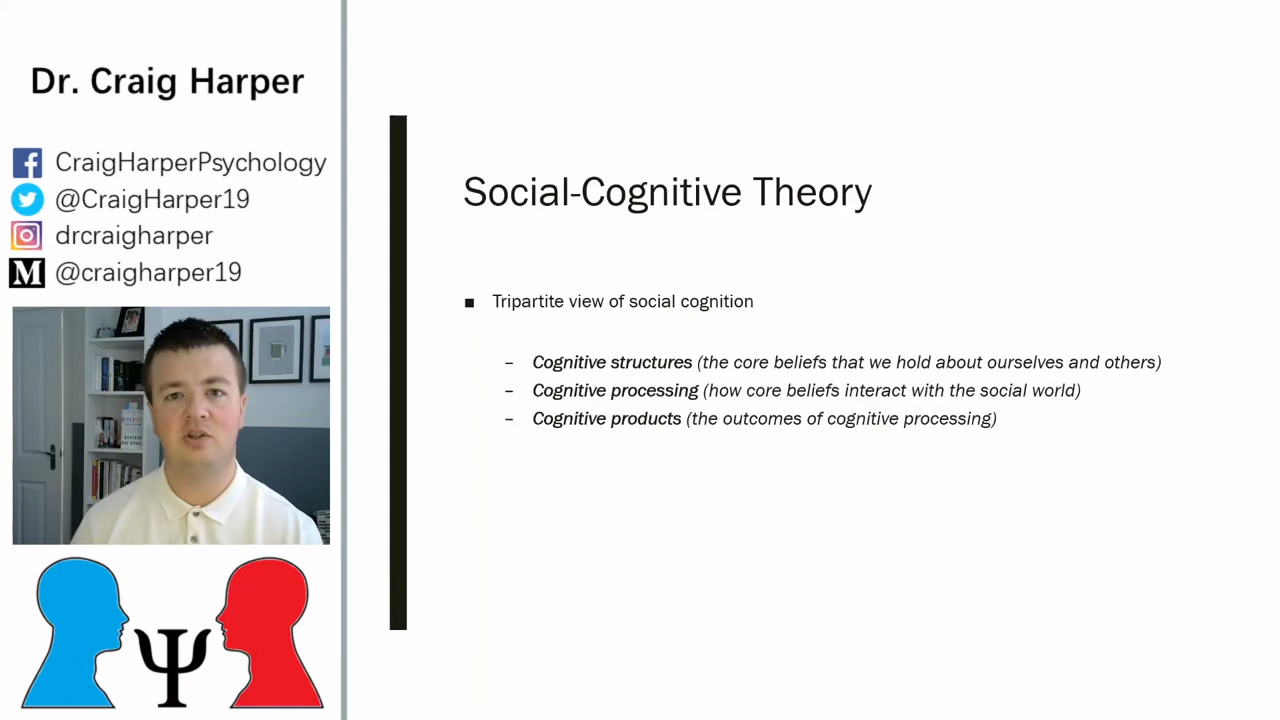 Dr. Craig Harper
CraigHarperPsychology
@CraigHarper19
drcraigharper
M @craigharper19
Ψ
Social-Cognitive Theory
■ Tripartite view of social cognition
– Cognitive structures (the core beliefs that we hold about ourselves and others)
– Cognitive processing (how core beliefs interact with the social world)
– Cognitive products (the outcomes of cognitive processing)